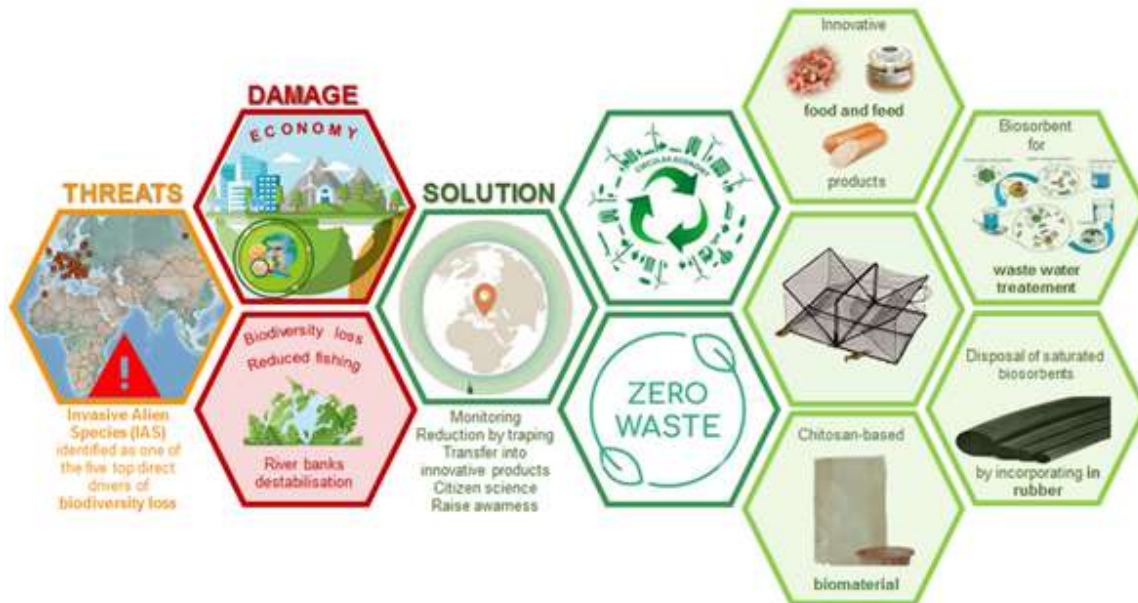 THREATS
Invasive Alien
Species (IAS)
identified as one of
the five top direct
drivers of
biodiversity loss
DAMAGE
ECONOMY
Biodiversity loss
Reduced fishing
River banks
destabilisation
SOLUTION
Monitoring
Reduction by traping
Transfer into
innovative products
Citizen science
Raise awarness
CIRCULAR ECONOMY
ZERO
WASTE
Innovative
food and feed
products
Chitosan-based
biomaterial
Biosorbent
for
waste water
treatement
Disposal of saturated
biosorbents
by incorporating in
rubber